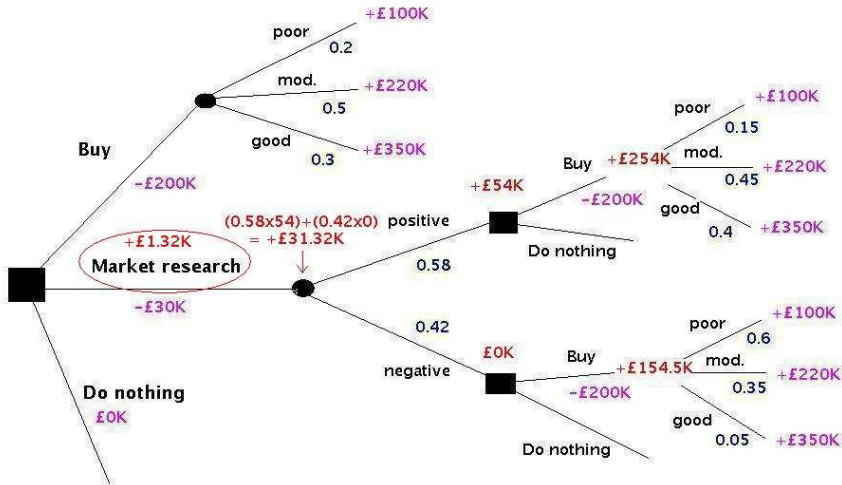 poor
0.2
+£100K
mod.
0.5
+£220K
good
0.3
+£350K
Buy
−£200K
+£1.32K
Market research
−£30K
(0.58x54)+(0.42x0)
= +£31.32K
positive
0.58
+£54K
Buy
−£200K
+£254K
poor
0.15
+£100K
mod.
0.45
+£220K
good
0.4
+£350K
Do nothing
0.42
negative
£0K
Buy
−£200K
+£154.5K
poor
0.6
+£100K
mod.
0.35
+£220K
good
0.05
+£350K
Do nothing
Do nothing
£0K